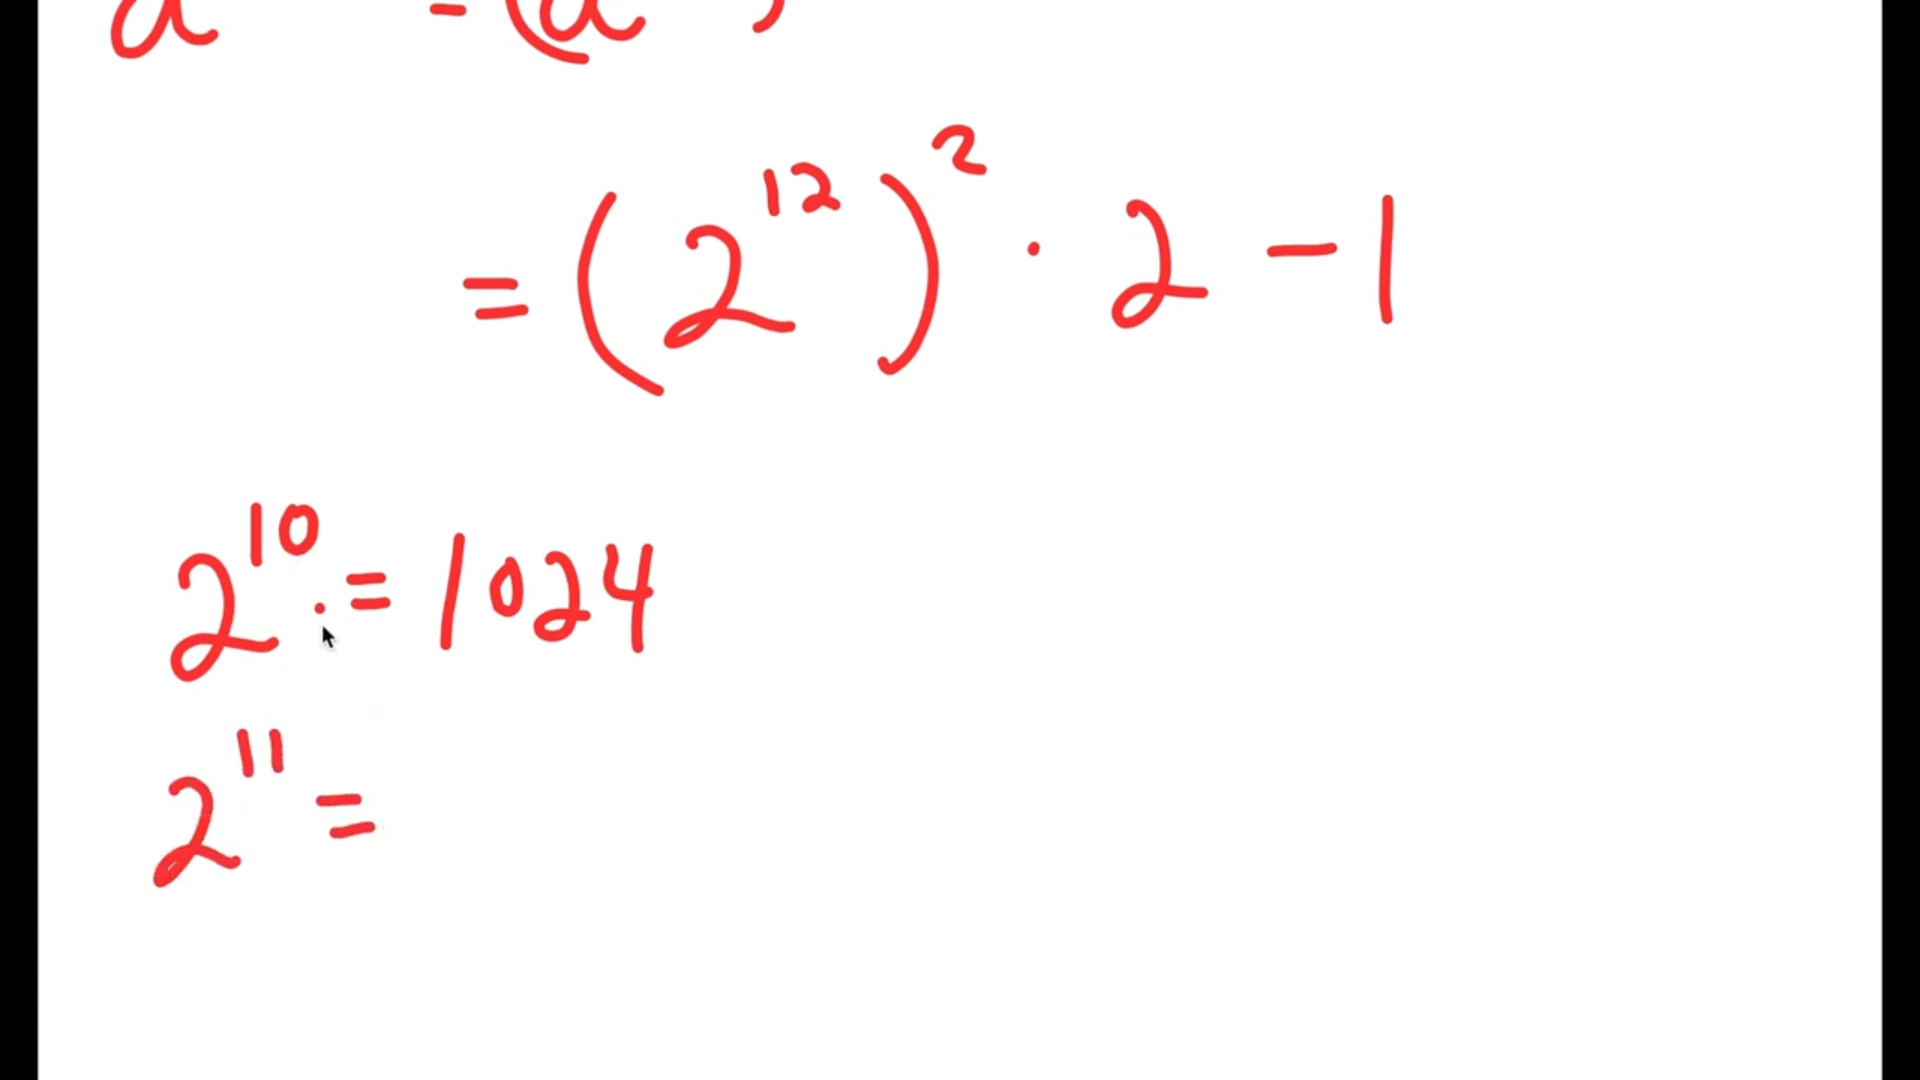 a = (a )
= (2^12)^2 · 2 - 1
2^10 · = 1024
2^11 =